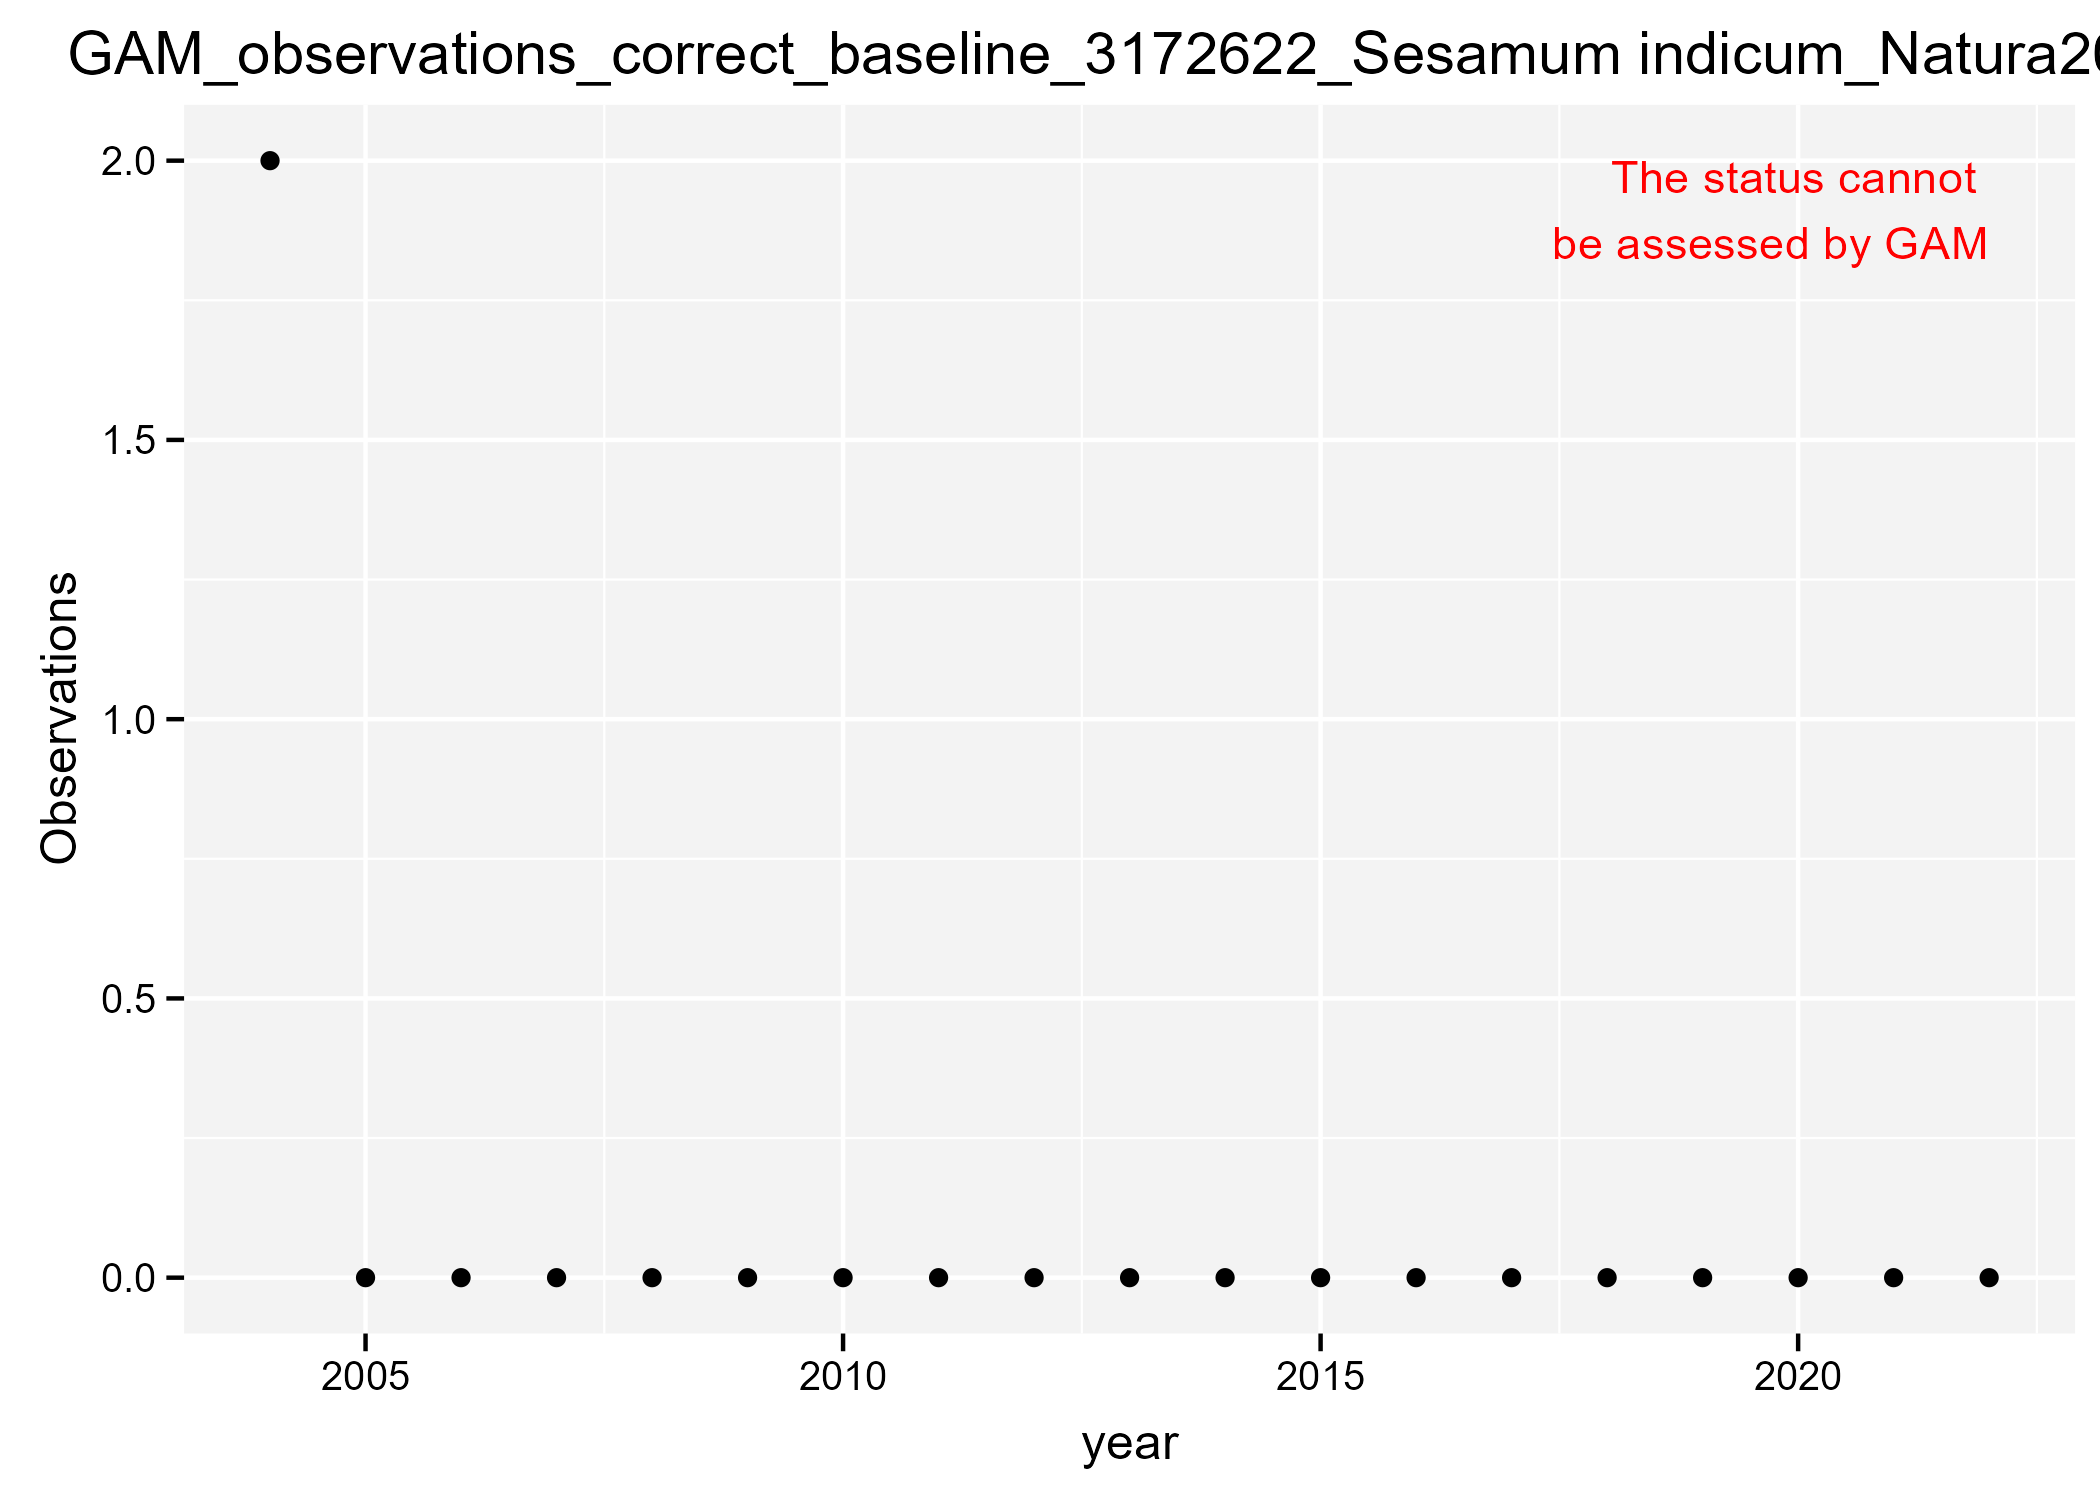 GAM_observations_correct_baseline_3172622_Sesamum indicum_Natura20
The status cannot
be assessed by GAM
Observations
2.0
1.5
1.0
0.5
0.0
2005 2010 2015 2020
year